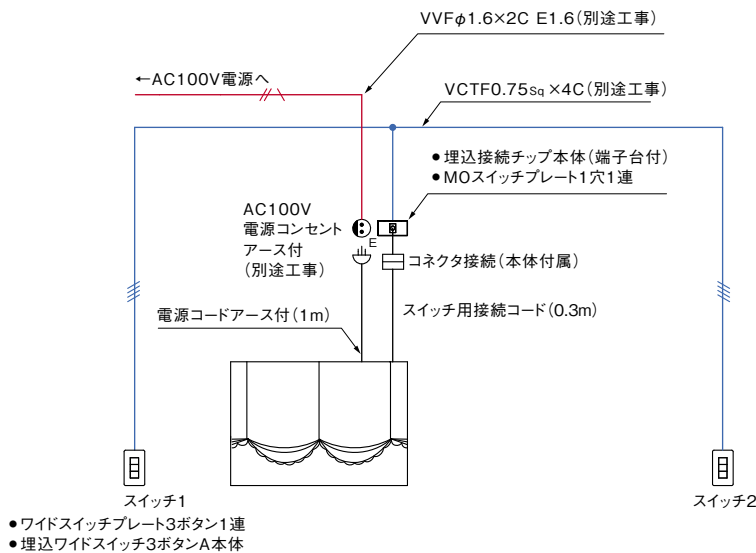 VVFφ1.6×2C E1.6(別途工事)
←AC100V電源へ
VCTF0.75Sq×4C(別途工事)
●埋込接続チップ本体(端子台付)
●MOスイッチプレート1穴1連
AC100V
電源コンセント
アース付
(別途工事)
E
コネクタ接続(本体付属)
電源コードアース付(1m)
スイッチ用接続コード(0.3m)
スイッチ1
スイッチ2
●ワイドスイッチプレート3ボタン1連
●埋込ワイドスイッチ3ボタンA本体